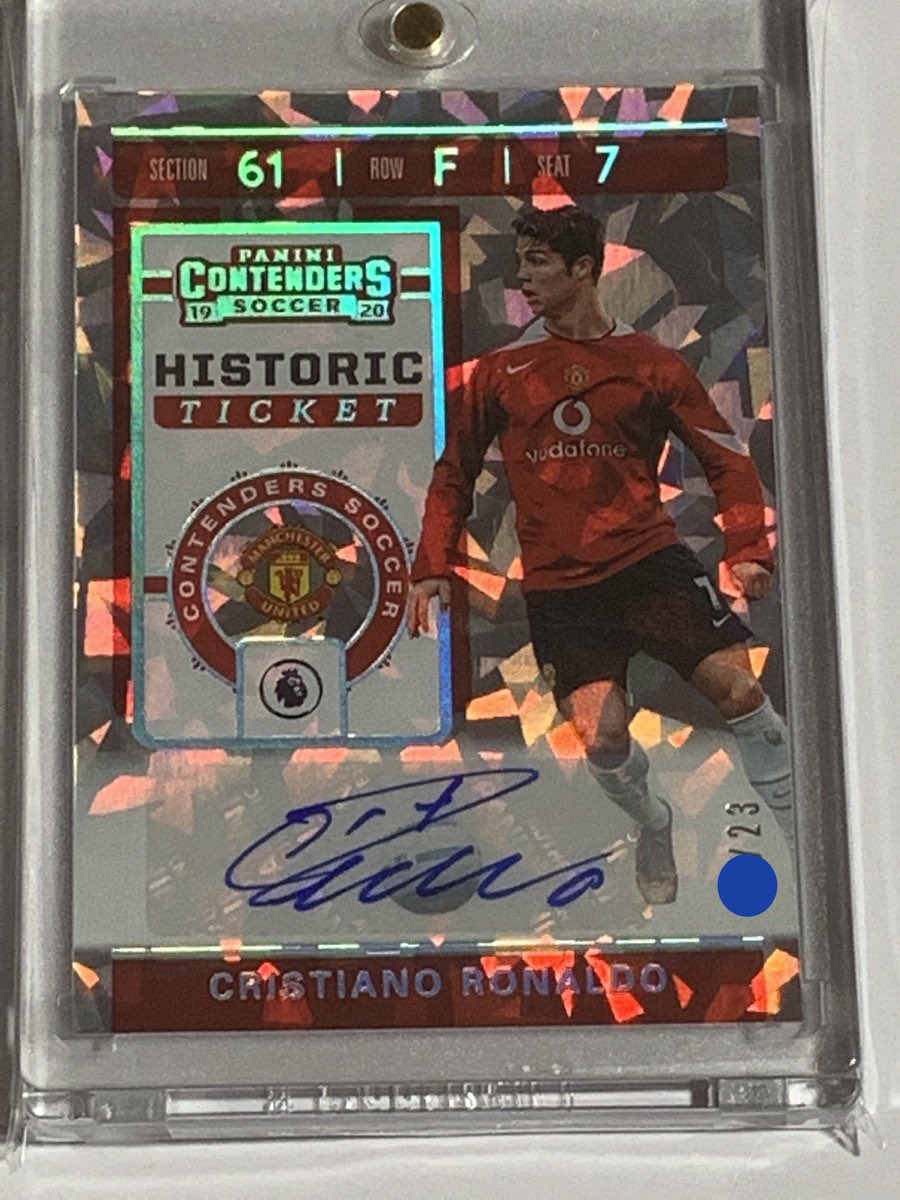 SECTION 61 | ROW F | SEAT 7
PANINI
CONTENDERS
19 SOCCER 20
HISTORIC
TICKET
CONTENDERS SOCCER
MANCHESTER
UNITED
vodafone
7
/23
CRISTIANO RONALDO